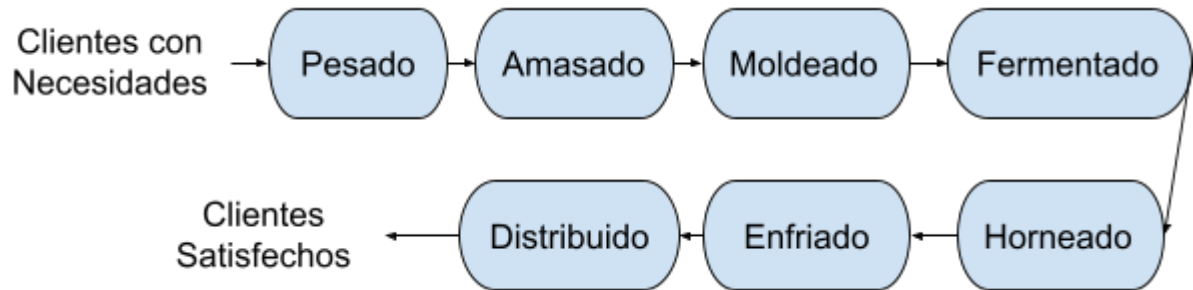 Clientes con
Necesidades
Pesado
Amasado
Moldeado
Fermentado
Horneado
Enfriado
Distribuido
Clientes
Satisfechos